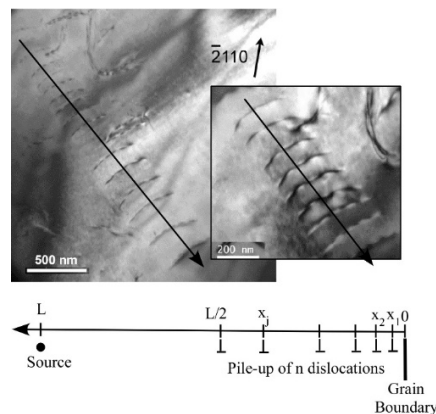 2̅110
500 nm
200 nm
L L/2 xⱼ x₂ x₁ 0
Source
Pile-up of n dislocations
Grain
Boundary